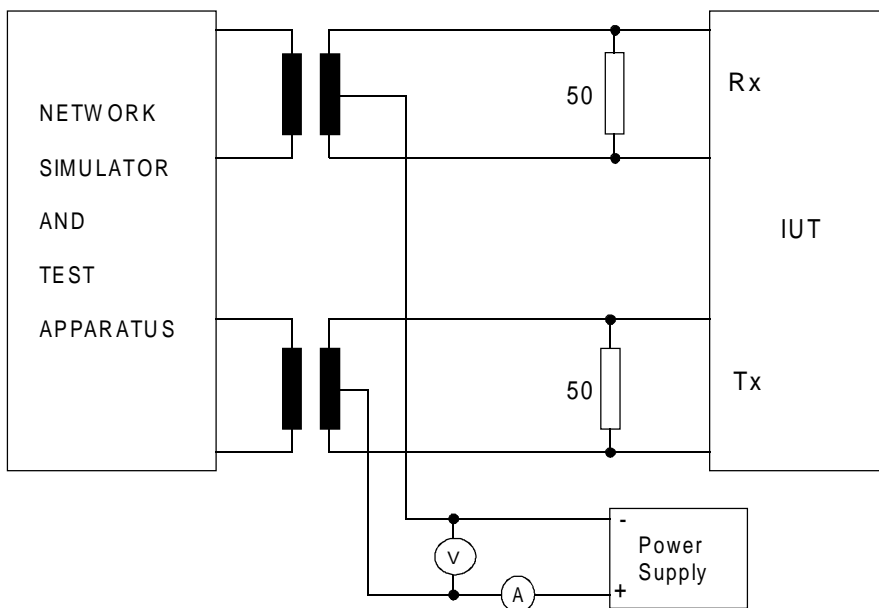 NETWORK
SIMULATOR
AND
TEST
APPARATUS
50
Rx
IUT
50
Tx
V
A
-
+
Power
Supply